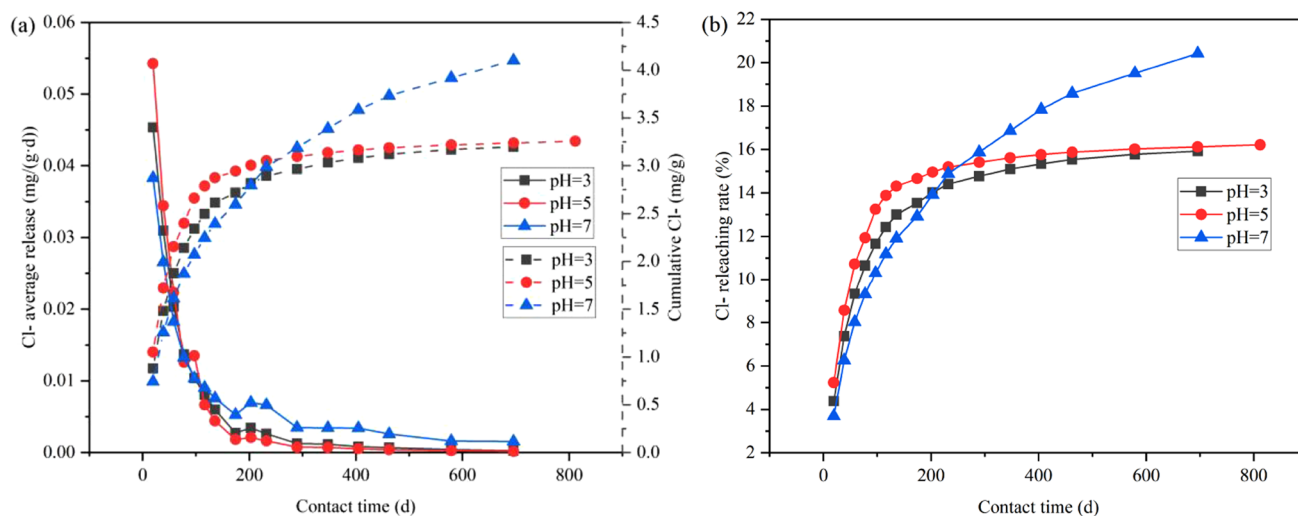 (a)
Cl- average release (mg/(g·d))
0.06
0.05
0.04
0.03
0.02
0.01
0.00
0 200 400 600 800
Contact time (d)
4.5
4.0
3.5
3.0
2.5
2.0
1.5
1.0
0.5
0.0
Cumulative Cl- (mg/g)
pH=3
pH=5
pH=7
pH=3
pH=5
pH=7
(b)
Cl- releaching rate (%)
22
20
18
16
14
12
10
8
6
4
2
0 200 400 600 800
Contact time (d)
pH=3
pH=5
pH=7